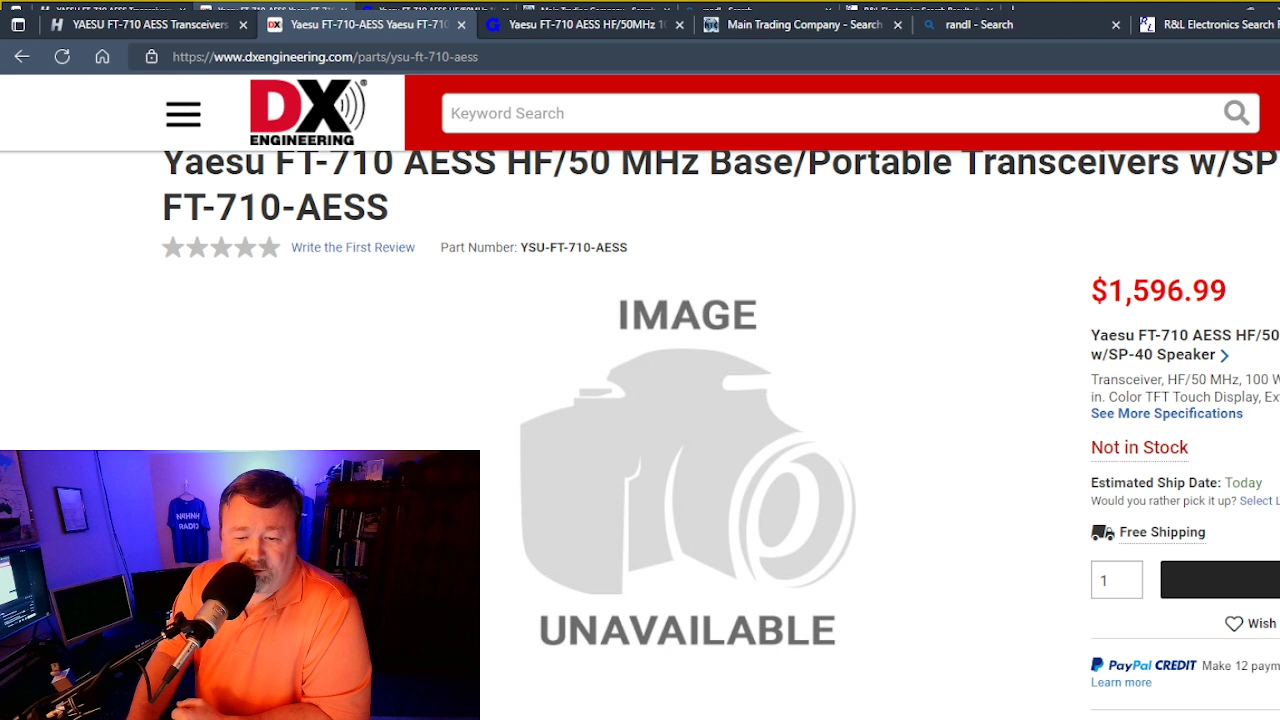 YAESU FT-710 AESS Transceivers
Yaesu FT-710-AESS Yaesu FT-710
Yaesu FT-710 AESS HF/50MHz 10
Main Trading Company - Search
randl - Search
R&L Electronics Search R
https://www.dxengineering.com/parts/ysu-ft-710-aess
DX
ENGINEERING
Keyword Search
Yaesu FT-710 AESS HF/50 MHz Base/Portable Transceivers w/SP
FT-710-AESS
Write the First Review
Part Number: YSU-FT-710-AESS
IMAGE
UNAVAILABLE
$1,596.99
Yaesu FT-710 AESS HF/50
w/SP-40 Speaker
Transceiver, HF/50 MHz, 100 W
in. Color TFT Touch Display, Ex
See More Specifications
Not in Stock
Estimated Ship Date: Today
Would you rather pick it up? Select L
Free Shipping
1
Wish
PayPal CREDIT Make 12 paym
Learn more
HNHPN
RADIO